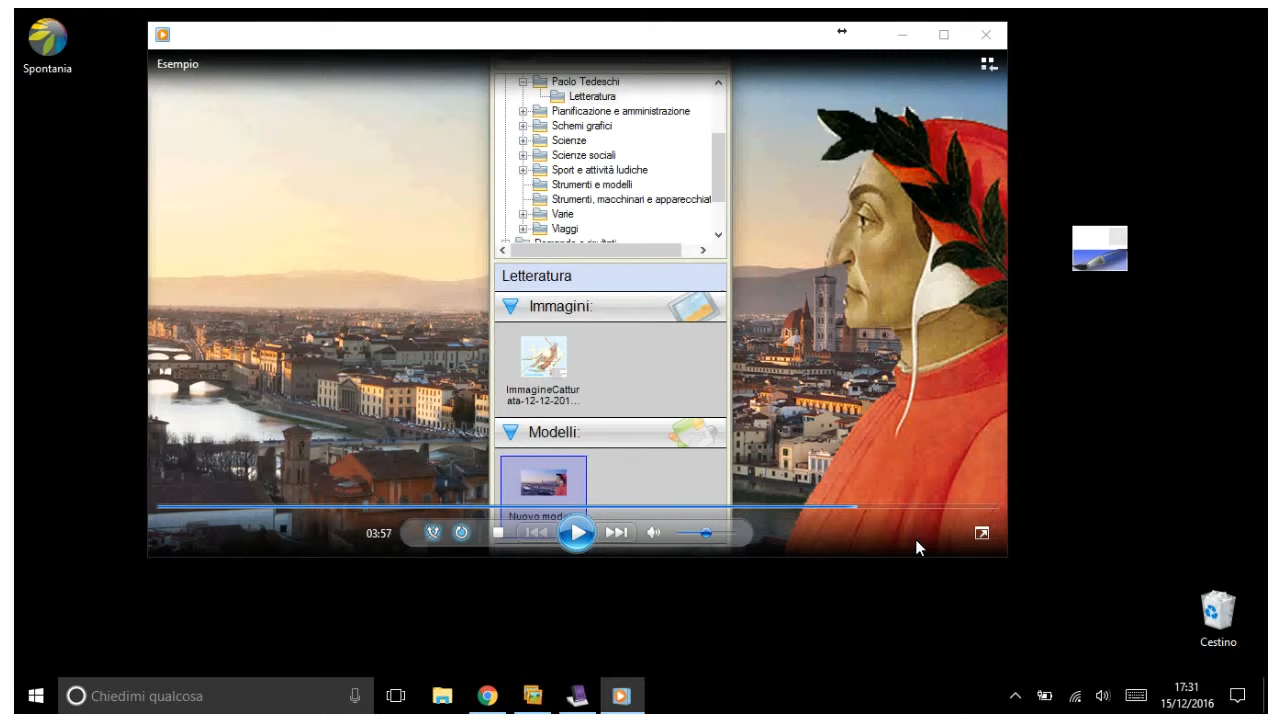 Spontania
Esempio
Paolo Tedeschi
Letteratura
Pianificazione e amministrazione
Schemi grafici
Scienze
Scienze sociali
Sport e attività ludiche
Strumenti e modelli
Strumenti, macchinari e apparecchiat
Varie
Viaggi
Letteratura
Immagini:
ImmagineCattur
ata-12-12-201...
Modelli:
Nuovo
03:57
Cestino
Chiedimi qualcosa
17:31
15/12/2016